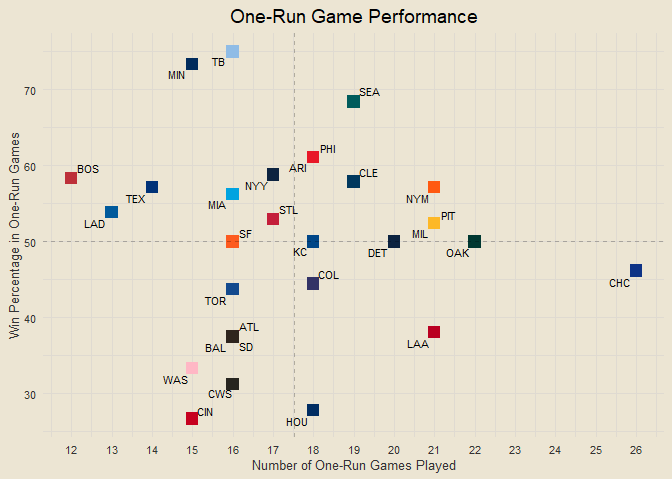 One-Run Game Performance
Win Percentage in One-Run Games
70
60
50
40
30
TB
MIN
SEA
PHI
ARI
BOS
CLE
NYY
TEX
NYM
MIA
STL
PIT
LAD
SF
MIL
KC
DET
OAK
COL
CHC
TOR
ATL
LAA
BAL
SD
WAS
CWS
CIN
HOU
12 13 14 15 16 17 18 19 20 21 22 23 24 25 26
Number of One-Run Games Played